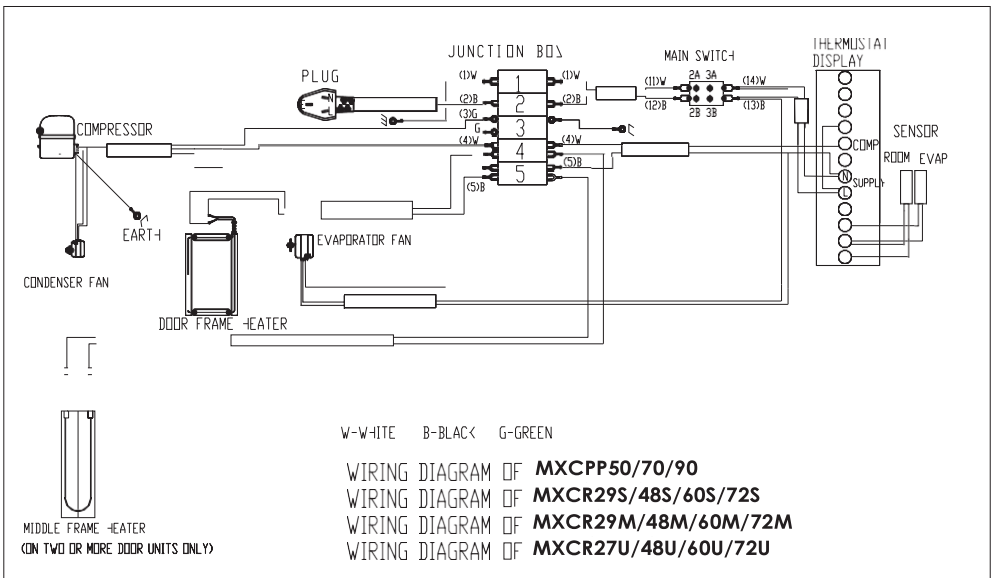 THERMOSTAT
DISPLAY
JUNCTION BOX
MAIN SWITCH
PLUG
N
(1)W
1
(1)W
(11)W
2A 3A
(14)W
(2)B
2
(2)B
(12)B
2B 3B
(13)B
(3)G
3
G
COMPRESSOR
(4)W
4
(4)W
COMP
SENSOR
ROOM EVAP
(5)B
5
(5)B
N
SUPPLY
L
EARTH
EVAPORATOR FAN
CONDENSER FAN
DOOR FRAME HEATER
W-WHITE B-BLACK G-GREEN
WIRING DIAGRAM OF MXCPP50/70/90
WIRING DIAGRAM OF MXCR29S/48S/60S/72S
WIRING DIAGRAM OF MXCR29M/48M/60M/72M
WIRING DIAGRAM OF MXCR27U/48U/60U/72U
MIDDLE FRAME HEATER
(ON TWO OR MORE DOOR UNITS ONLY)